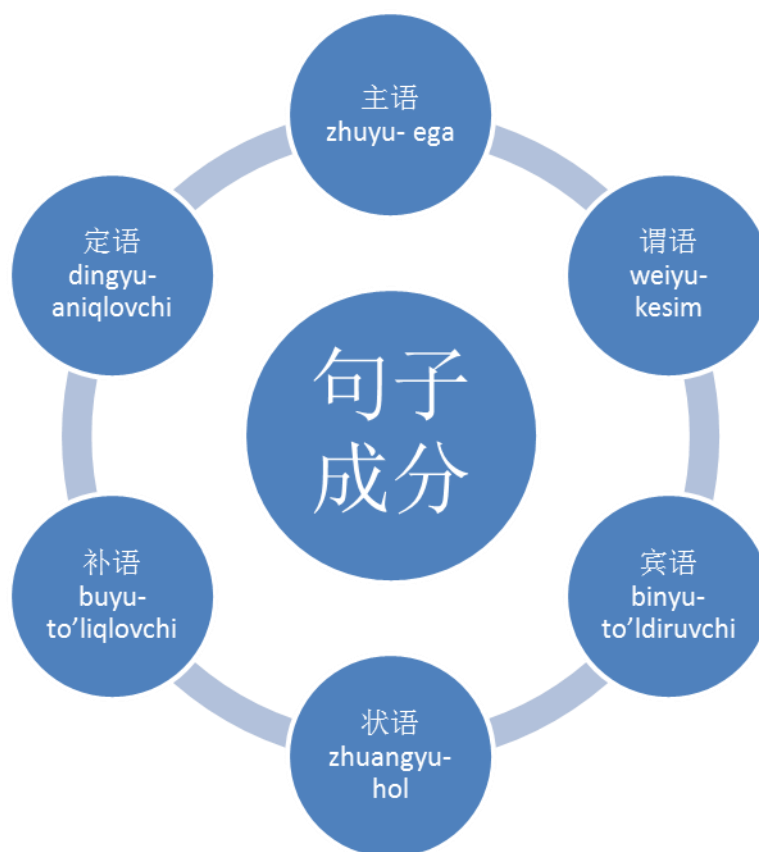 主语
zhuyu- ega
谓语
weiyu-
kesim
宾语
binyu-
to’ldiruvchi
状语
zhuangyu-
hol
补语
buyu-
to’liqlovchi
定语
dingyu-
aniqlovchi
句子
成分